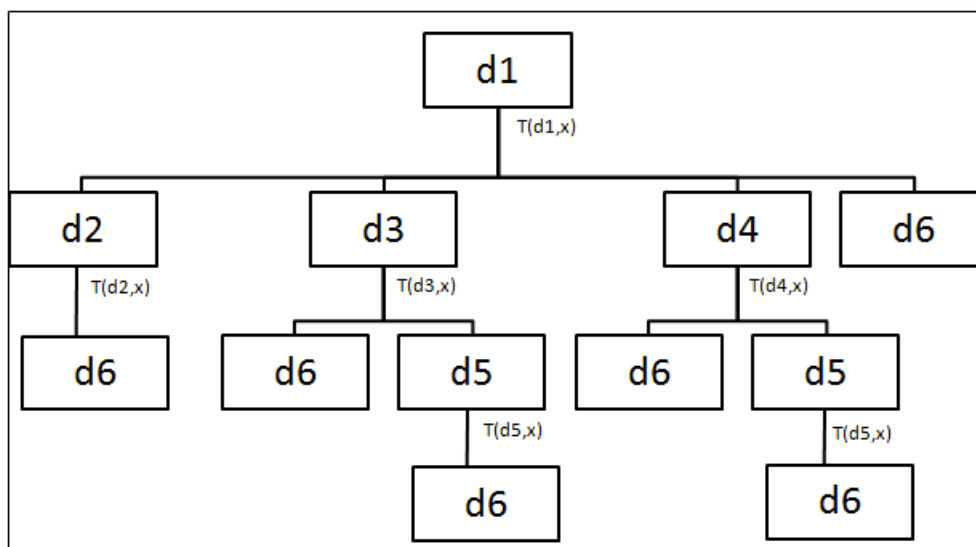 d1
T(d1,x)
d2
d3
d4
d6
T(d2,x)
T(d3,x)
T(d4,x)
d6
d6
d5
d6
d5
T(d5,x)
T(d5,x)
d6
d6